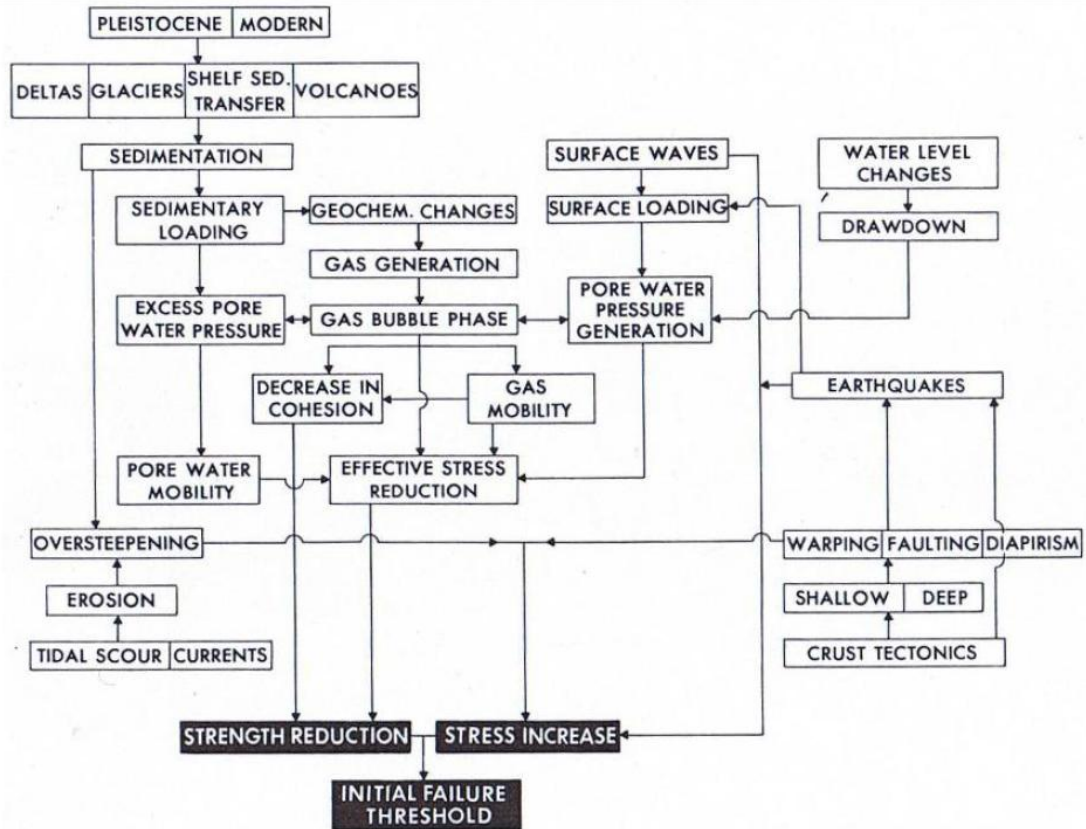 PLEISTOCENE MODERN
DELTAS GLACIERS SHELF SED. TRANSFER VOLCANOES
SEDIMENTATION
SURFACE WAVES
WATER LEVEL
CHANGES
SEDIMENTARY
LOADING
GEOCHEM. CHANGES
SURFACE LOADING
DRAWDOWN
GAS GENERATION
EXCESS PORE
WATER PRESSURE
GAS BUBBLE PHASE
PORE WATER
PRESSURE
GENERATION
DECREASE IN
COHESION
GAS
MOBILITY
EARTHQUAKES
PORE WATER
MOBILITY
EFFECTIVE STRESS
REDUCTION
OVERSTEEPENING
WARPING FAULTING DIAPIRISM
EROSION
SHALLOW DEEP
TIDAL SCOUR CURRENTS
CRUST TECTONICS
STRENGTH REDUCTION
STRESS INCREASE
INITIAL FAILURE
THRESHOLD